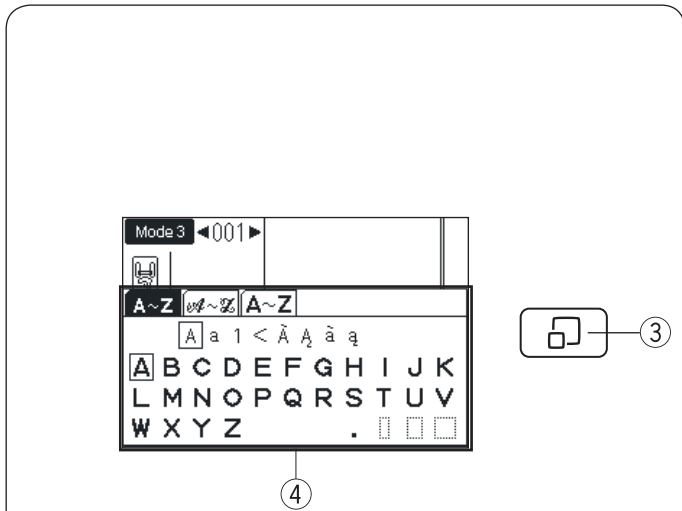 Mode 3 ◄001►
A~Z 𝒜~𝒵 A~Z
A a 1 < Ã Ą ã ą
A B C D E F G H I J K
L M N O P Q R S T U V
W X Y Z .
③
④